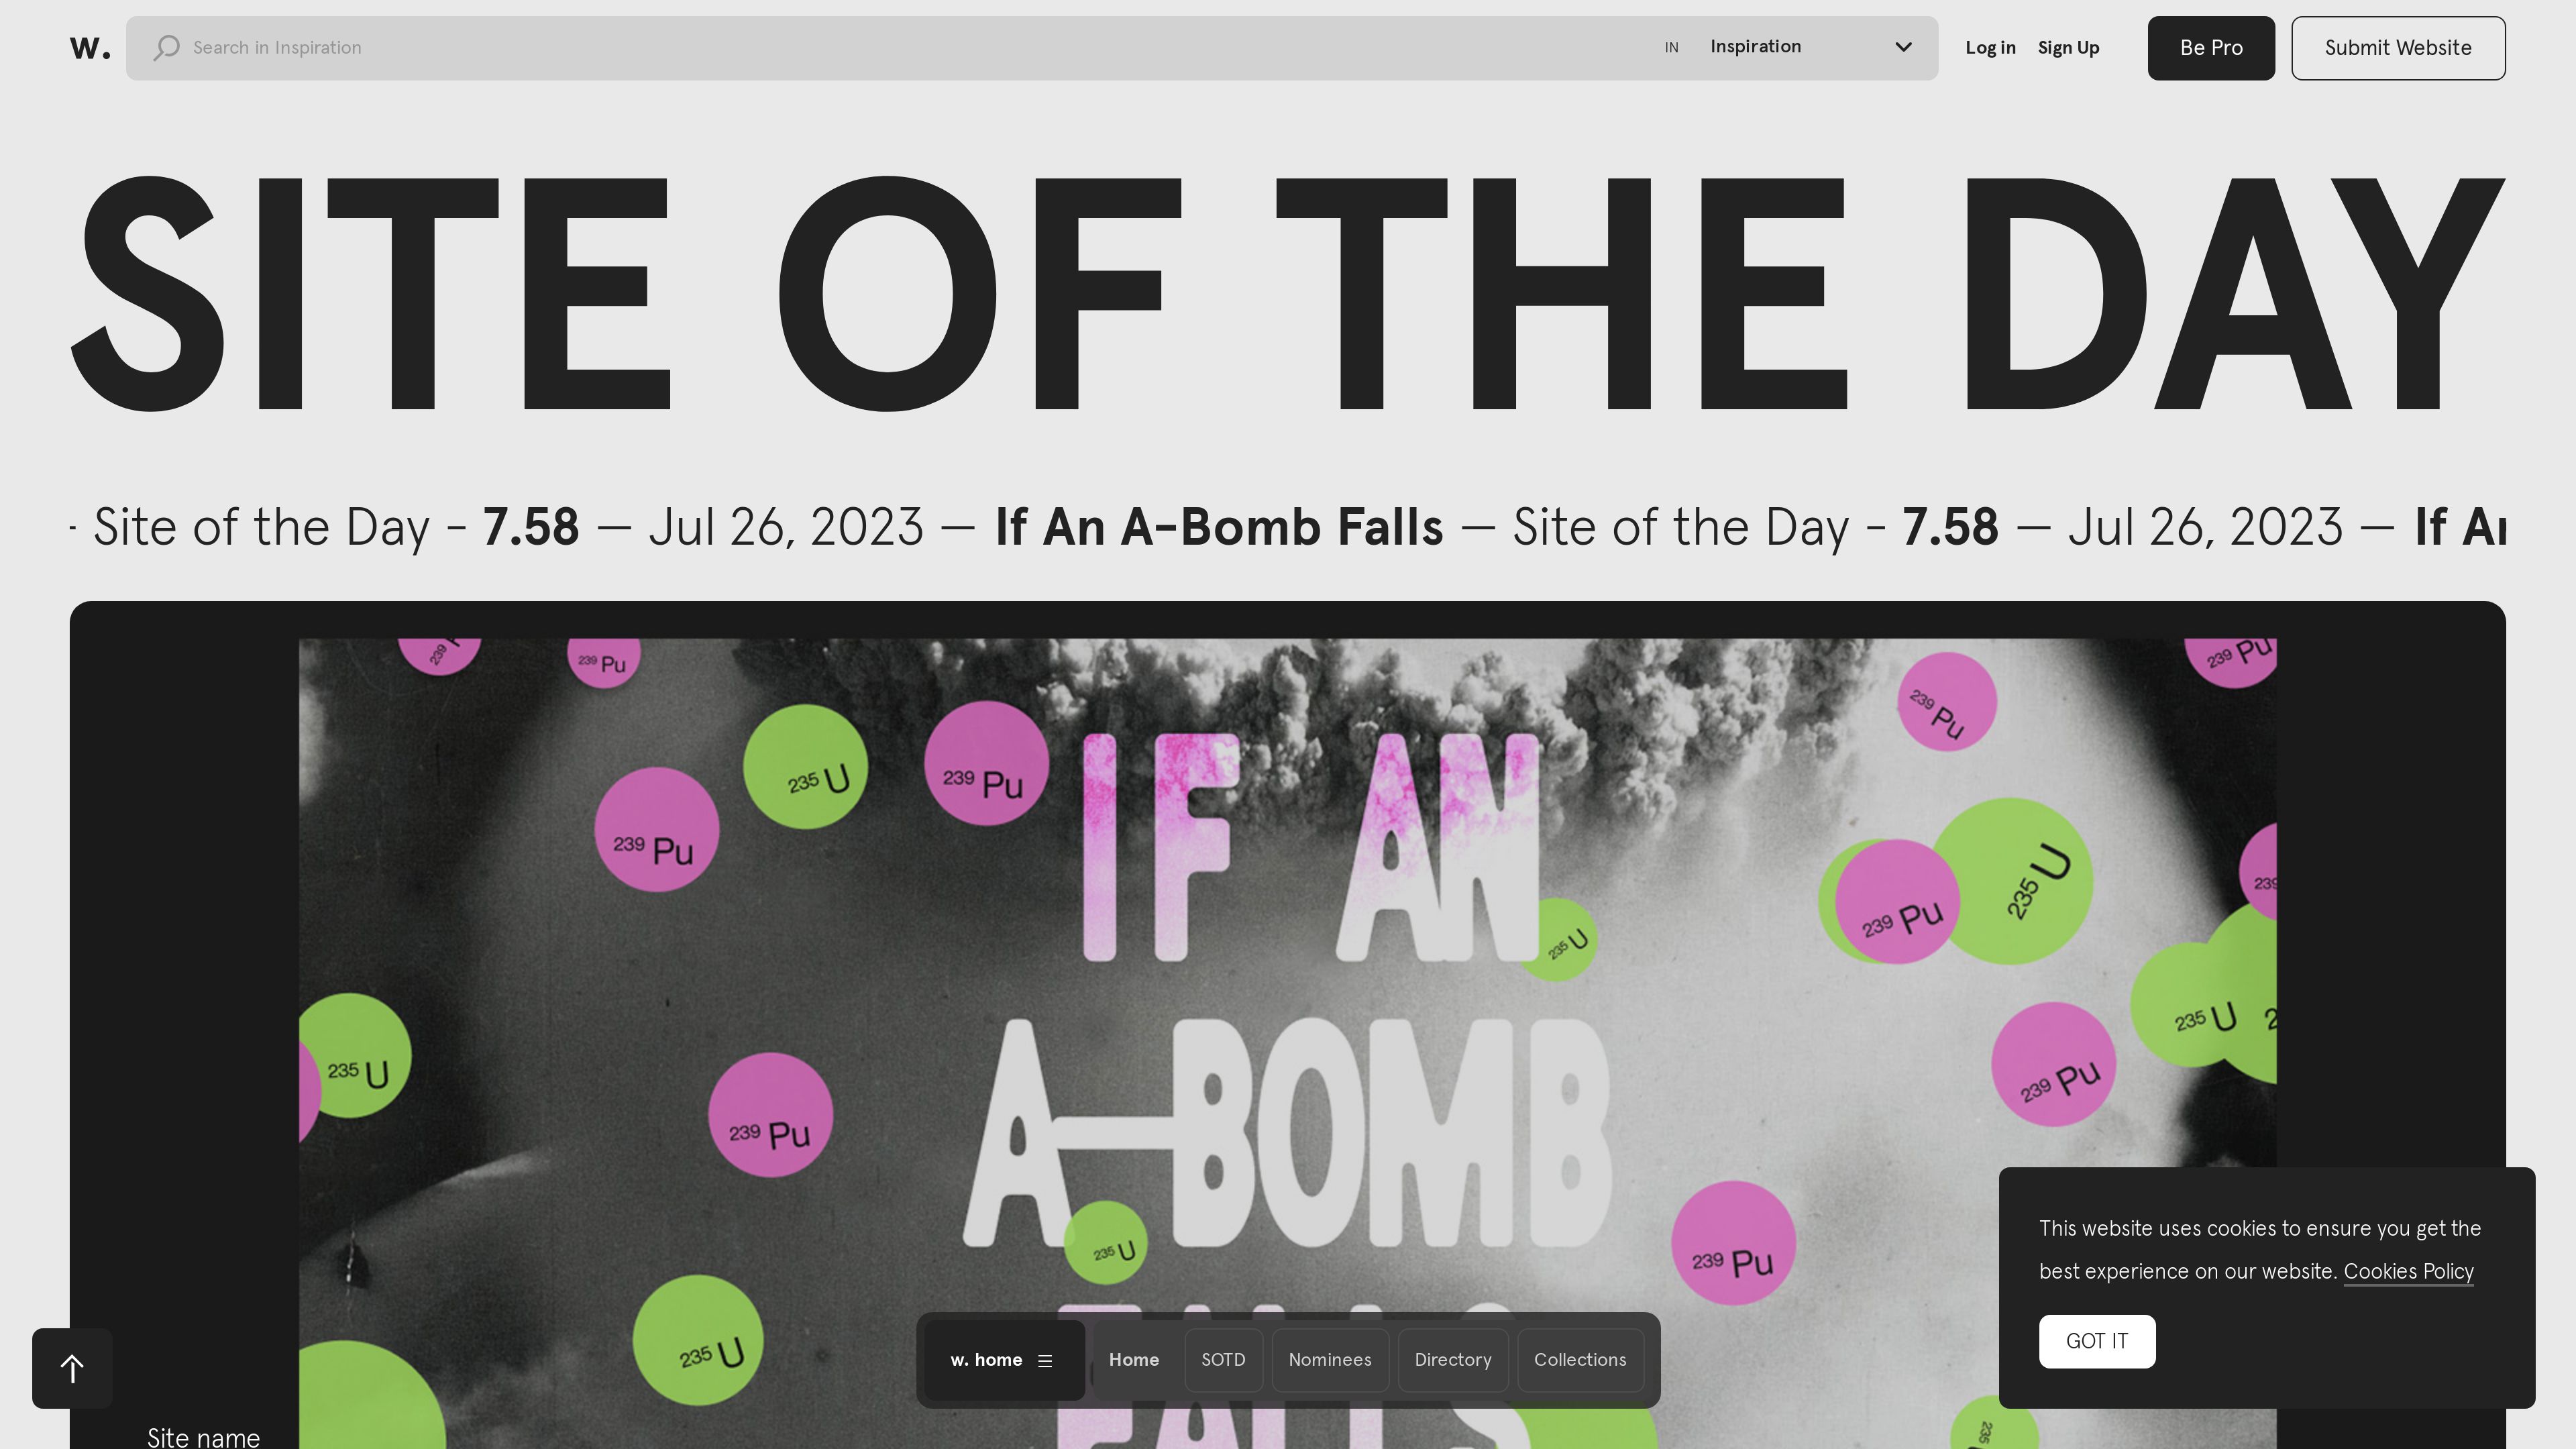 w.
Search in Inspiration
IN Inspiration
Log in
Sign Up
Be Pro
Submit Website
SITE OF THE DAY
- Site of the Day - 7.58 — Jul 26, 2023 — If An A-Bomb Falls — Site of the Day - 7.58 — Jul 26, 2023 — If An
239
239 Pu
239 Pu
239 Pu
235 U
239 Pu
239 Pu
IF AN
239 Pu
235 U
239
235 U
235 U
235 U
239 Pu
239 Pu
A-BOMB
239 Pu
235 U
239 Pu
235 U
FALLS
235
This website uses cookies to ensure you get the
best experience on our website. Cookies Policy
GOT IT
w. home
Home
SOTD
Nominees
Directory
Collections
Site name